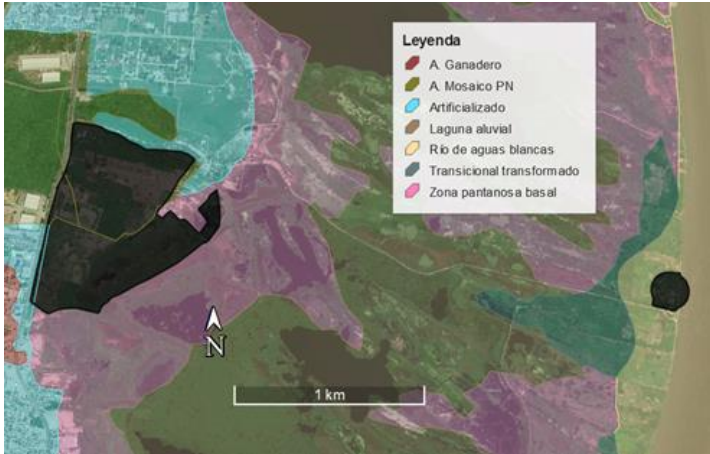 Leyenda
A. Ganadero
A. Mosaico PN
Artificializado
Laguna aluvial
Río de aguas blancas
Transicional transformado
Zona pantanosa basal
N
1 km